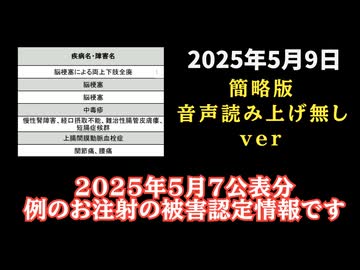 疾病名・障害名
脳梗塞による両上下肢全廃
脳梗塞
脳梗塞
中毒疹
慢性腎障害、経口摂取不能、難治性腸管皮膚瘻、
短腸症候群
上腸間膜動脈血栓症
関節痛、腰痛
2025年5月9日
簡略版
音声読み上げ無し
ver
2025年5月7公表分
例のお注射の被害認定情報です